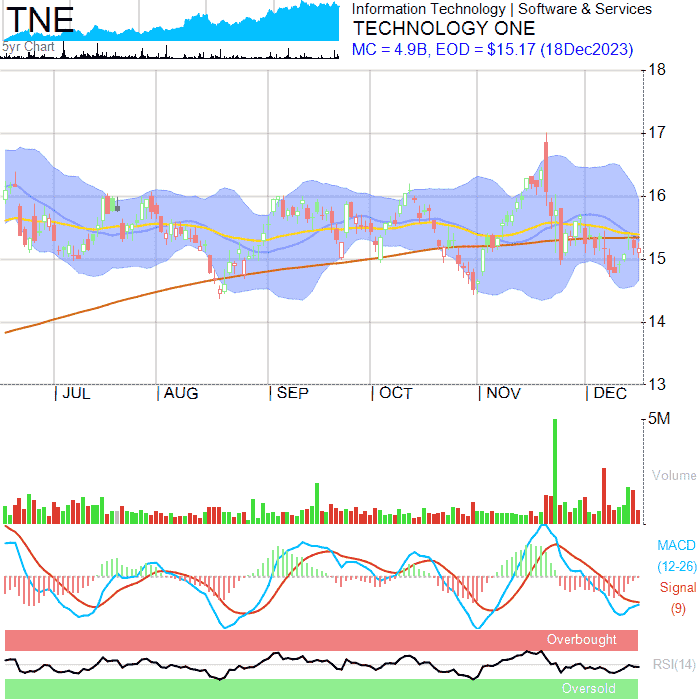 TNE
5yr Chart
Information Technology | Software & Services
TECHNOLOGY ONE
MC = 4.9B, EOD = $15.17 (18Dec2023)
18
17
16
15
14
13
JUL AUG SEP OCT NOV DEC
5M
Volume
MACD
(12-26)
Signal
(9)
Overbought
RSI(14)
Oversold